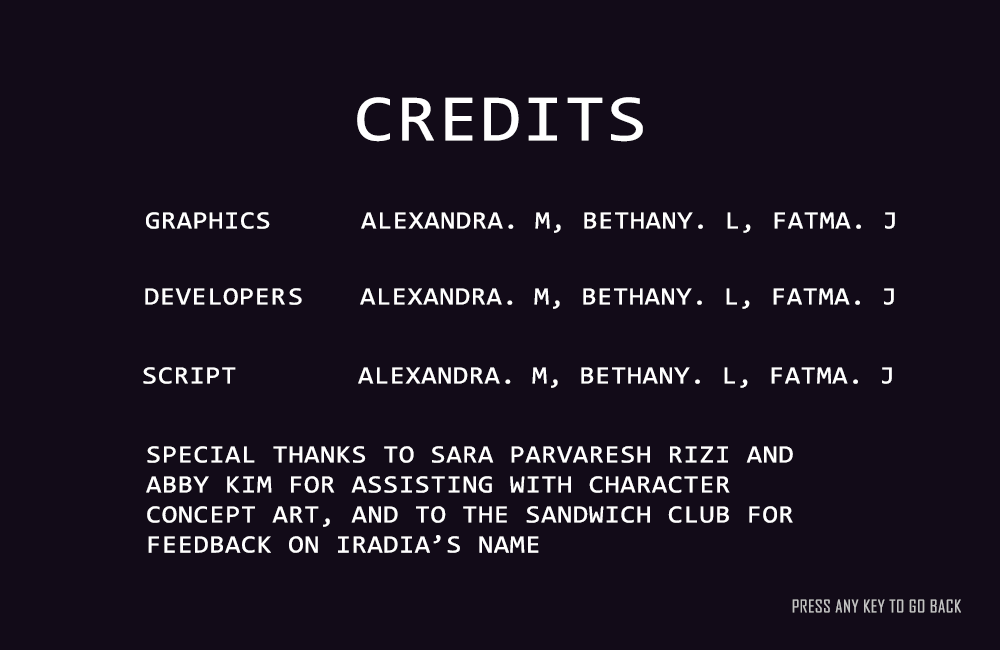 CREDITS
GRAPHICS ALEXANDRA. M, BETHANY. L, FATMA. J
DEVELOPERS ALEXANDRA. M, BETHANY. L, FATMA. J
SCRIPT ALEXANDRA. M, BETHANY. L, FATMA. J
SPECIAL THANKS TO SARA PARVARESH RIZI AND
ABBY KIM FOR ASSISTING WITH CHARACTER
CONCEPT ART, AND TO THE SANDWICH CLUB FOR
FEEDBACK ON IRADIA’S NAME
PRESS ANY KEY TO GO BACK